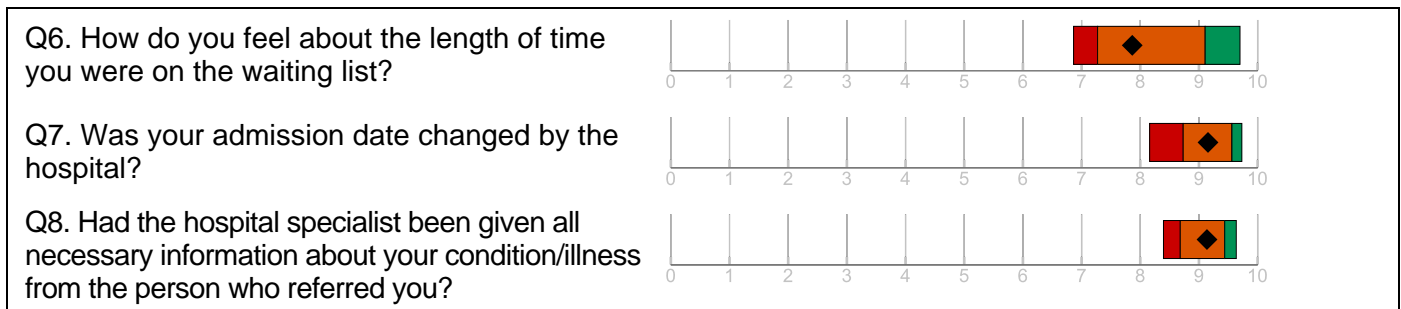 Q6. How do you feel about the length of time
you were on the waiting list?
0 1 2 3 4 5 6 7 8 9 10
Q7. Was your admission date changed by the
hospital?
0 1 2 3 4 5 6 7 8 9 10
Q8. Had the hospital specialist been given all
necessary information about your condition/illness
from the person who referred you?
0 1 2 3 4 5 6 7 8 9 10